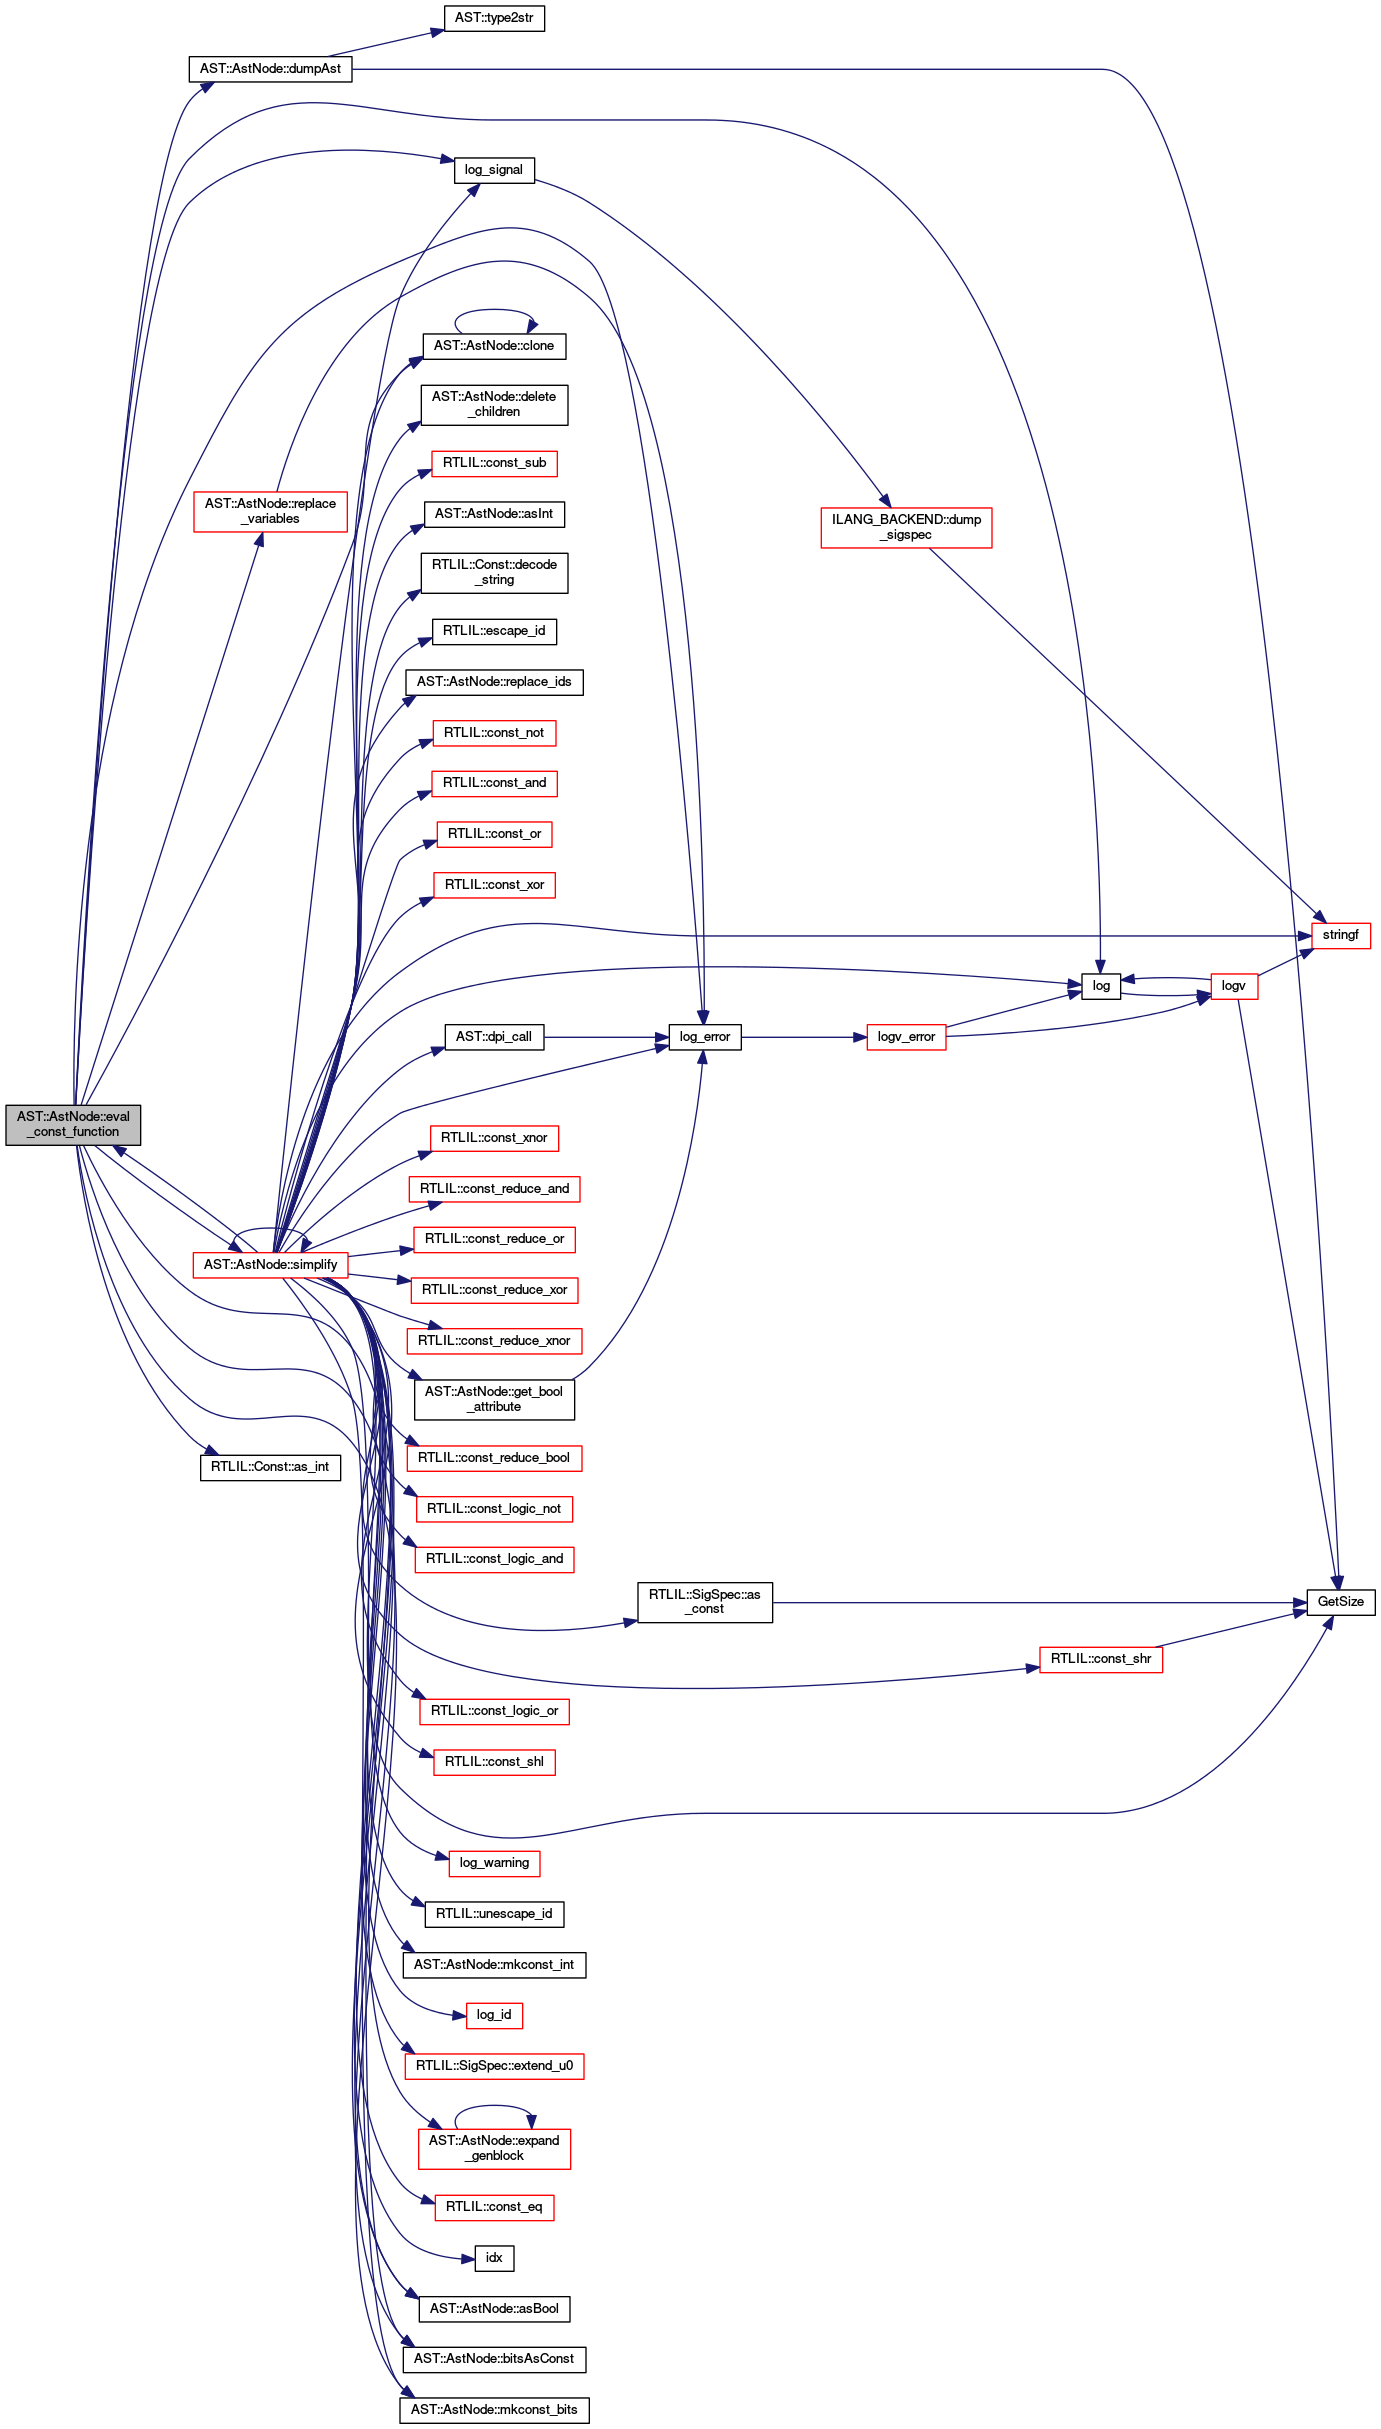 AST::type2str
AST::AstNode::dumpAst
log_signal
AST::AstNode::clone
AST::AstNode::delete
_children
RTLIL::const_sub
AST::AstNode::replace
_variables
AST::AstNode::asInt
ILANG_BACKEND::dump
_sigspec
RTLIL::Const::decode
_string
RTLIL::escape_id
AST::AstNode::replace_ids
RTLIL::const_not
RTLIL::const_and
RTLIL::const_or
RTLIL::const_xor
stringf
log
logv
AST::dpi_call
log_error
logv_error
AST::AstNode::eval
_const_function
RTLIL::const_xnor
RTLIL::const_reduce_and
RTLIL::const_reduce_or
AST::AstNode::simplify
RTLIL::const_reduce_xor
RTLIL::const_reduce_xnor
AST::AstNode::get_bool
_attribute
RTLIL::const_reduce_bool
RTLIL::Const::as_int
RTLIL::const_logic_not
RTLIL::const_logic_and
RTLIL::SigSpec::as
_const
GetSize
RTLIL::const_shr
RTLIL::const_logic_or
RTLIL::const_shl
log_warning
RTLIL::unescape_id
AST::AstNode::mkconst_int
log_id
RTLIL::SigSpec::extend_u0
AST::AstNode::expand
_genblock
RTLIL::const_eq
idx
AST::AstNode::asBool
AST::AstNode::bitsAsConst
AST::AstNode::mkconst_bits